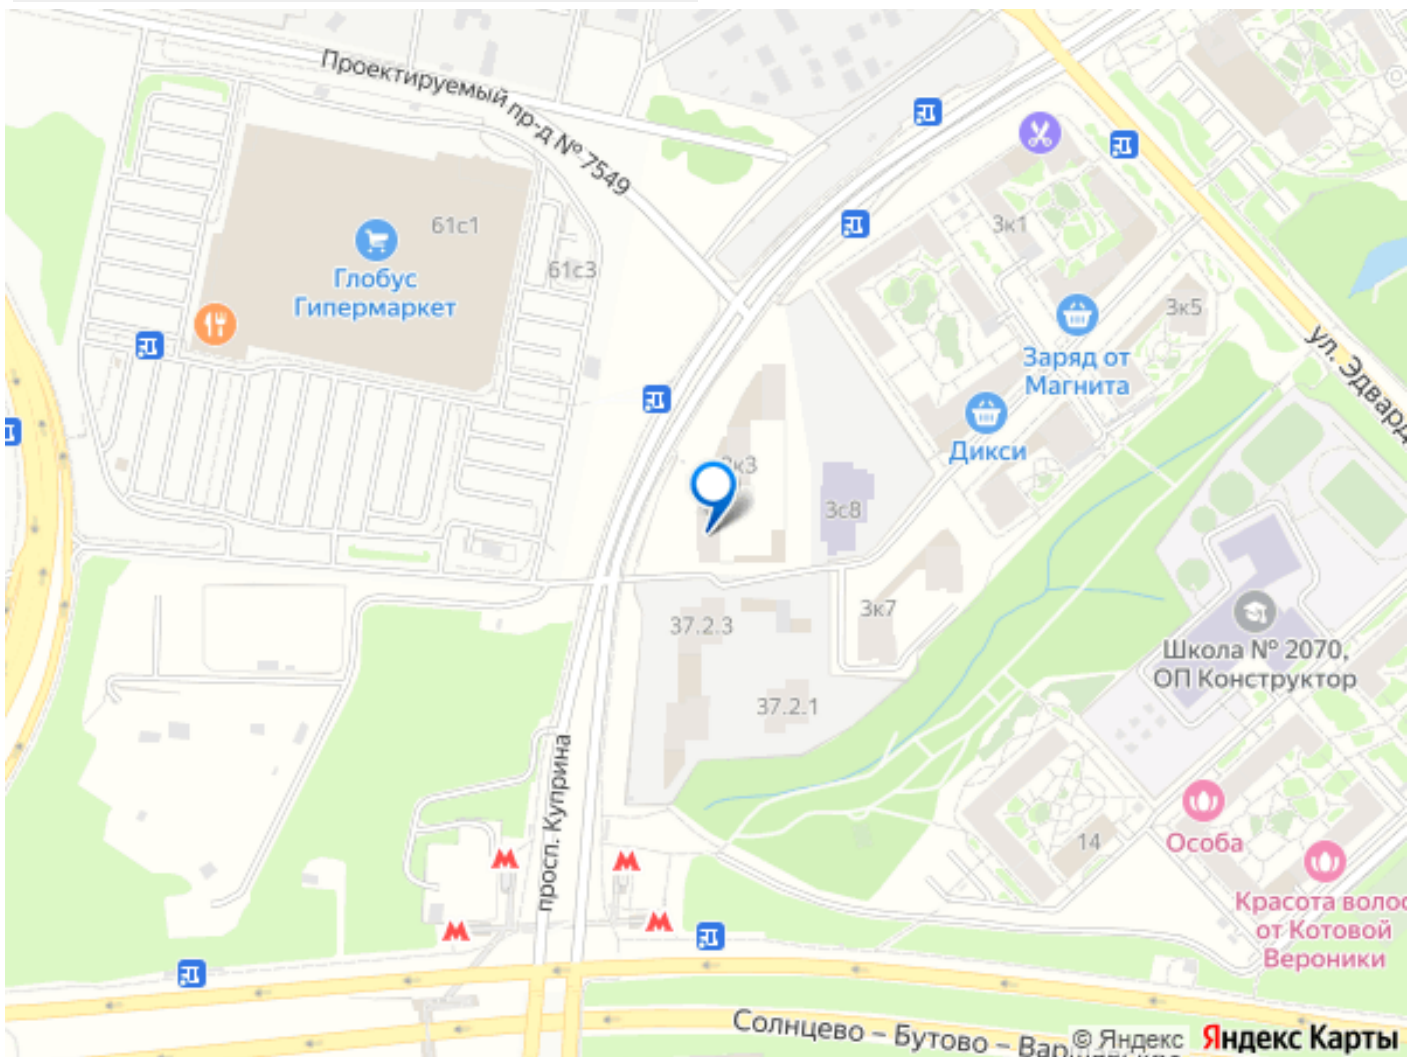 Проектируемый пр-д № 7549
61с1
Глобус
Гипермаркет
61с3
3к1
3к5
Заряд от
Магнита
Дикси
ул. Эдвард
3с8
3к7
37.2.3
37.2.1
Школа № 2070,
ОП Конструктор
просп. Куприна
14
Особа
Красота волос
от Котовой
Вероники
Солнцево – Бутово –
© Яндекс
Яндекс Карты